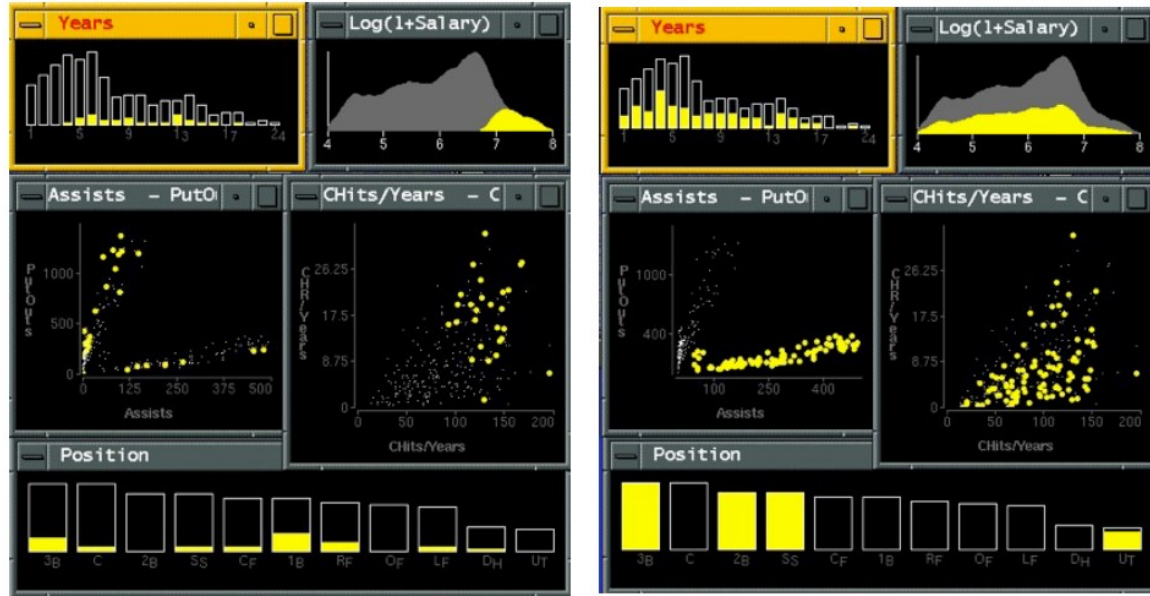 Years
1 5 9 13 17 24
Log(1+Salary)
4 5 6 7 8
Assists - PutOu
PutOuts
1000
500
0
0 125 250 375 500
Assists
CHits/Years - C
CHR/Years
26.25
17.5
8.75
0
0 50 100 150 200
CHits/Years
Position
3B C 2B SS CF 1B RF OF LF DH UT
Years
1 5 9 13 17 24
Log(1+Salary)
4 5 6 7 8
Assists - PutOu
PutOuts
1000
400
100 250 400
Assists
CHits/Years - C
CHR/Years
26.25
17.5
8.75
0
0 50 100 150 200
CHits/Years
Position
3B C 2B SS CF 1B RF OF LF DH UT